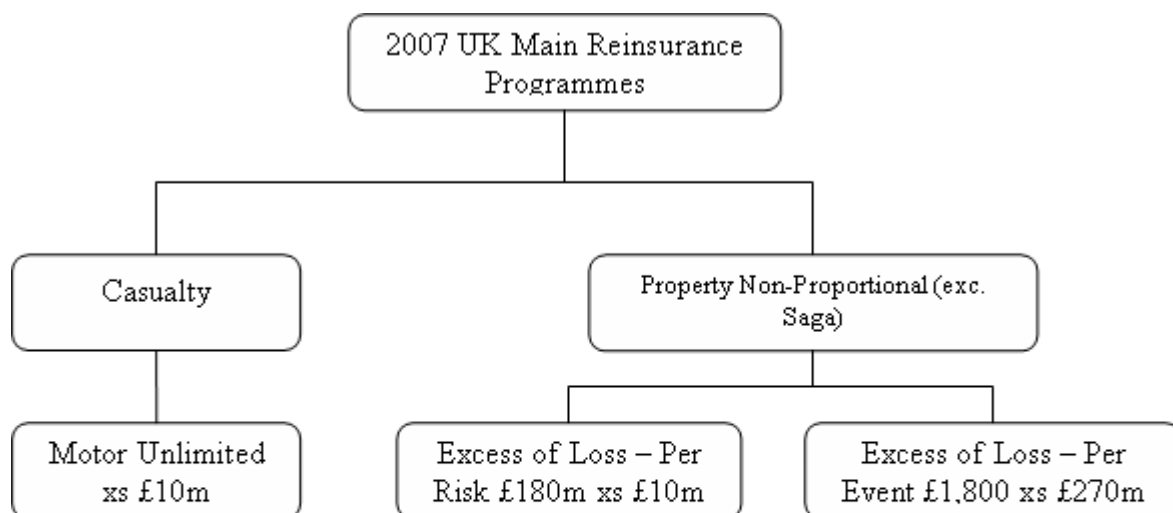 2007 UK Main Reinsurance
Programmes
Casualty
Property Non-Proportional (exc.
Saga)
Motor Unlimited
xs £10m
Excess of Loss – Per
Risk £180m xs £10m
Excess of Loss – Per
Event £1,800 xs £270m